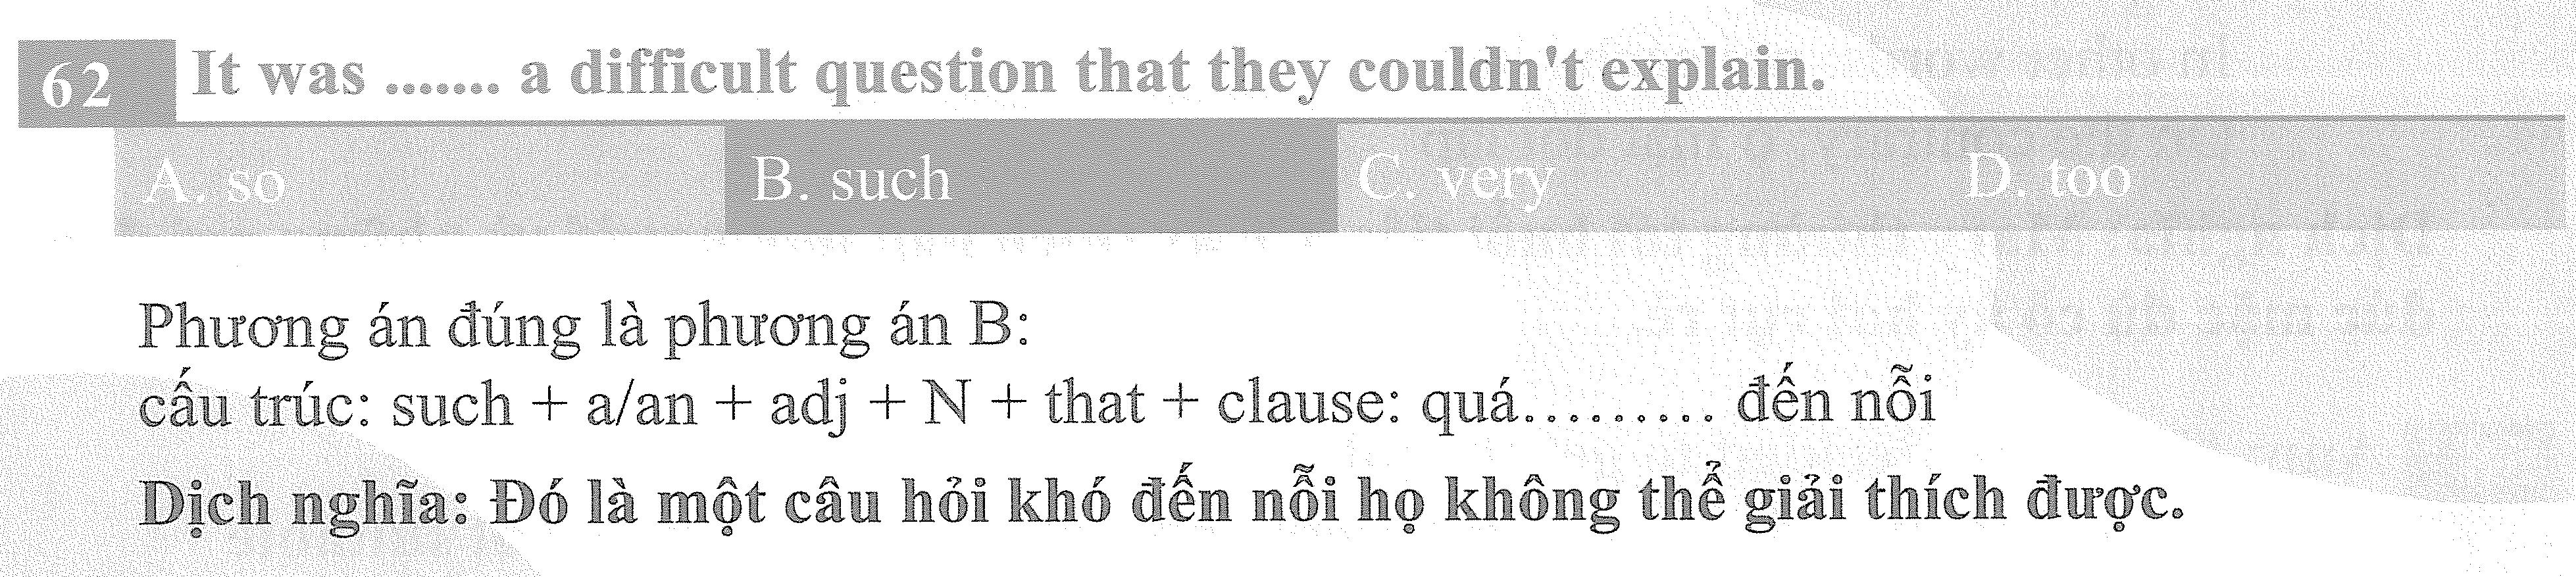 62 It was ....... a difficult question that they couldn't explain.
A. so B. such C. very D. too
Phương án đúng là phương án B:
cấu trúc: such + a/an + adj + N + that + clause: quá......... đến nỗi
Dịch nghĩa: Đó là một câu hỏi khó đến nỗi họ không thể giải thích được.